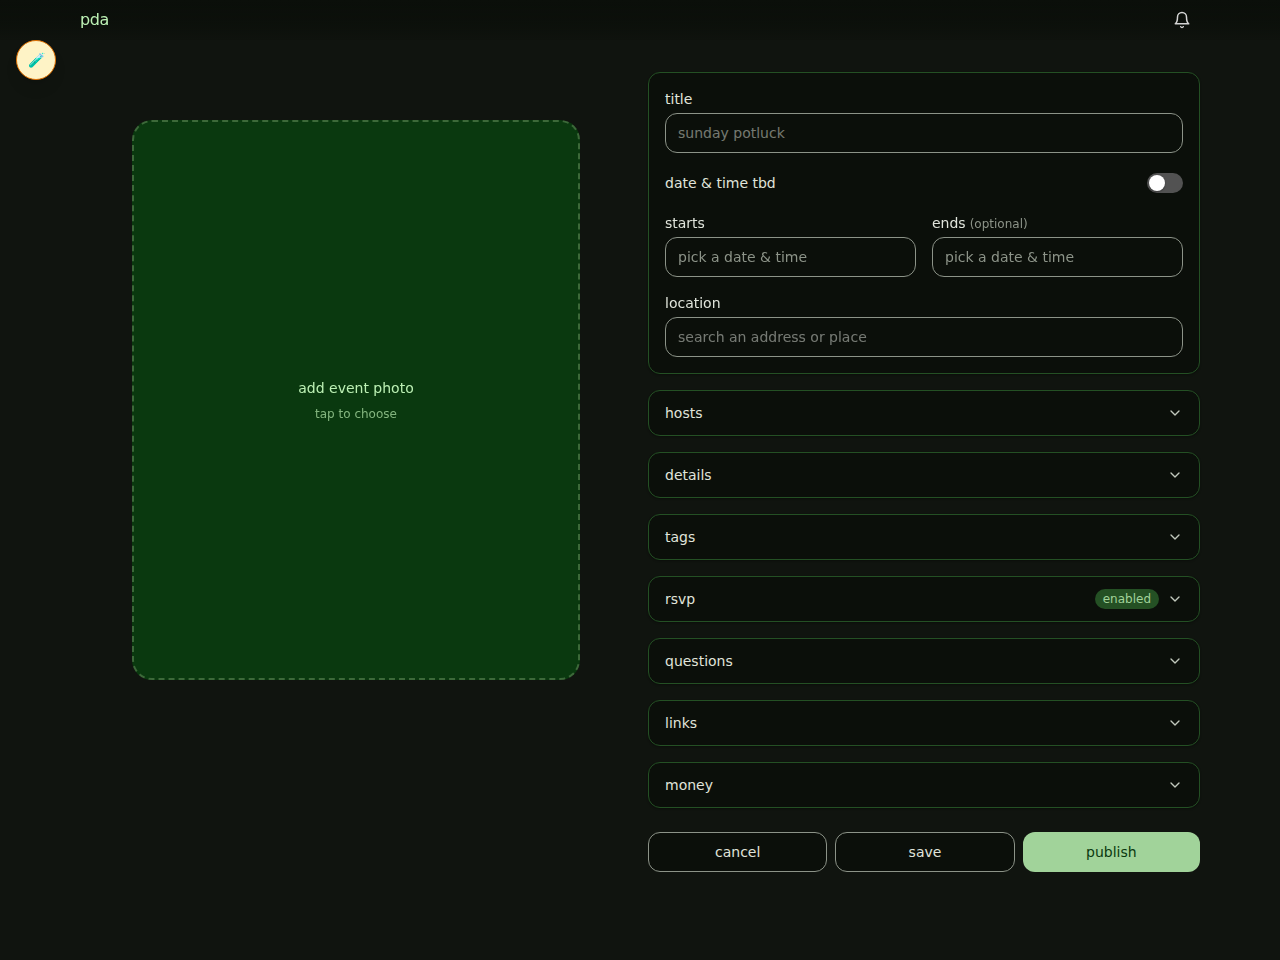 pda
add event photo
tap to choose
title
sunday potluck
date & time tbd
starts
ends (optional)
pick a date & time
pick a date & time
location
search an address or place
hosts
details
tags
rsvp
enabled
questions
links
money
cancel
save
publish